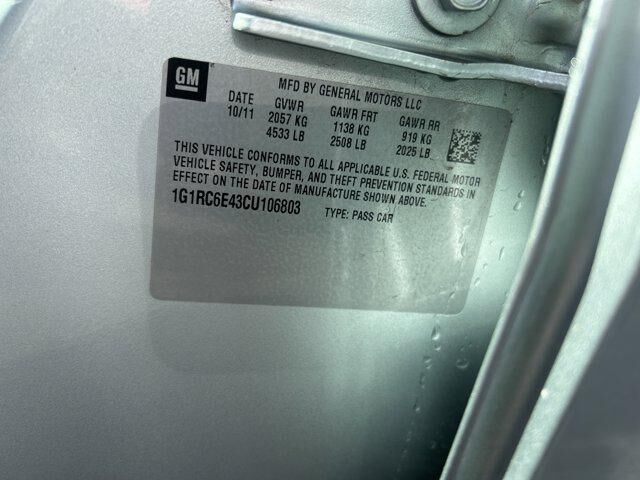 GM
MFD BY GENERAL MOTORS LLC
DATE GVWR GAWR FRT GAWR RR
10/11 2057 KG 1138 KG 919 KG
4533 LB 2508 LB 2025 LB
THIS VEHICLE CONFORMS TO ALL APPLICABLE U.S. FEDERAL MOTOR
VEHICLE SAFETY, BUMPER, AND THEFT PREVENTION STANDARDS IN
EFFECT ON THE DATE OF MANUFACTURE SHOWN ABOVE.
1G1RC6E43CU106803 TYPE: PASS CAR